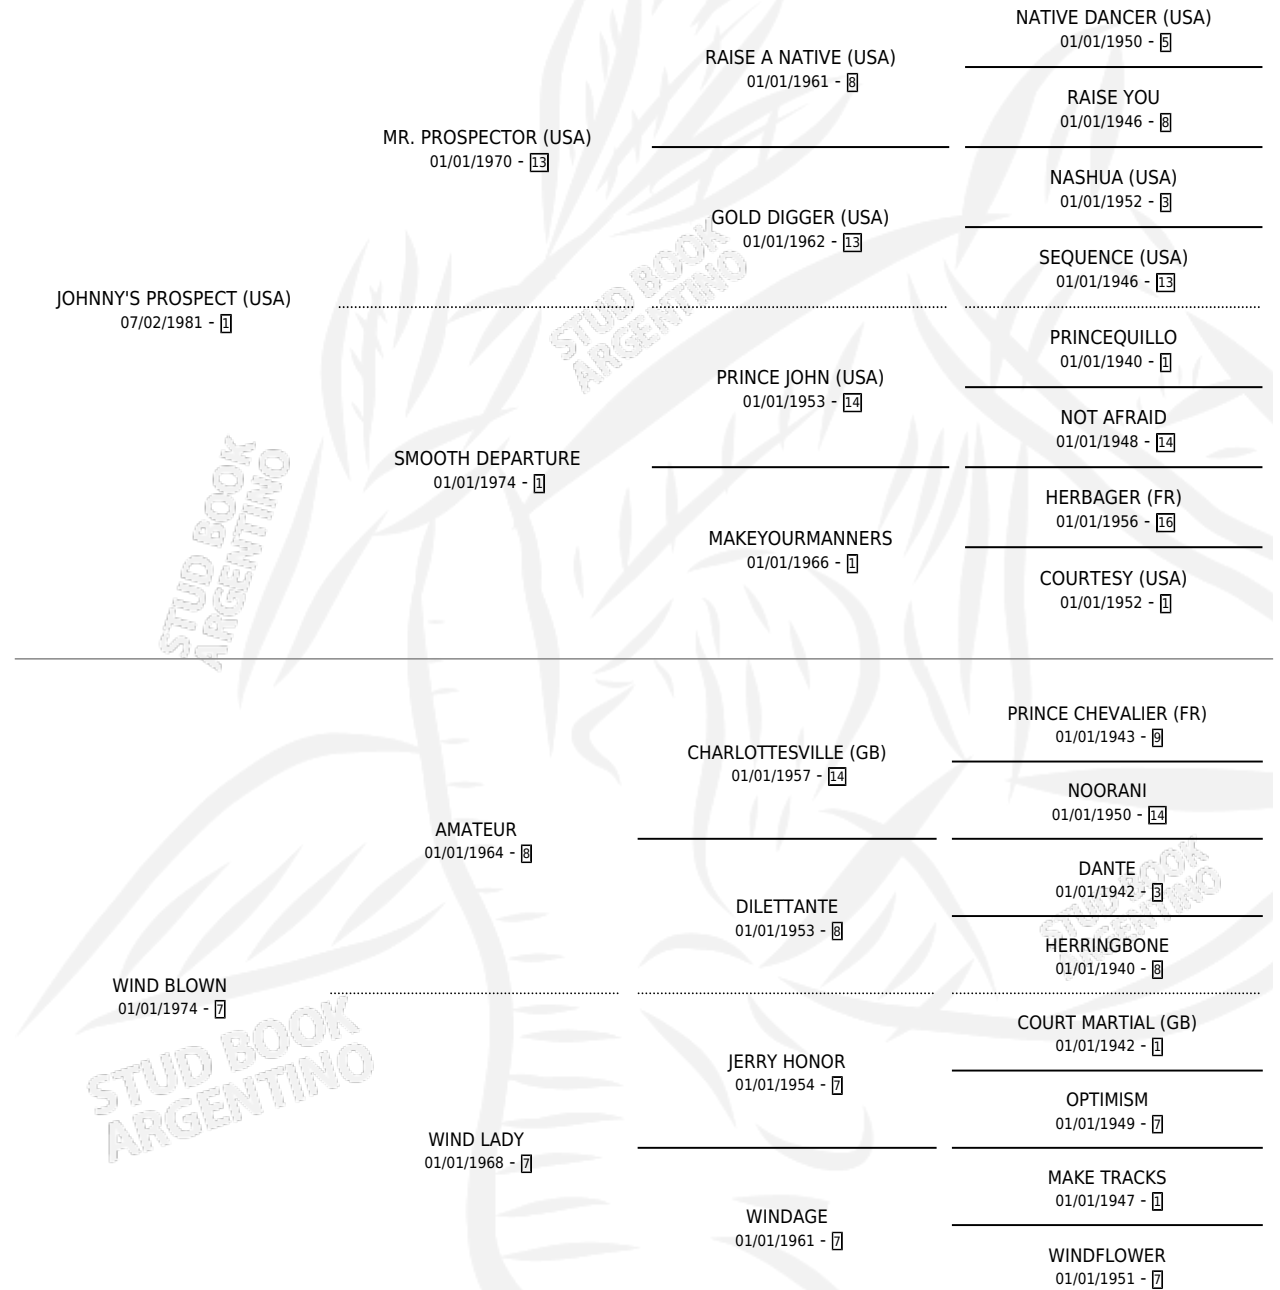 NATIVE DANCER (USA)
01/01/1950 - 5
RAISE A NATIVE (USA)
01/01/1961 - 8
RAISE YOU
01/01/1946 - 8
MR. PROSPECTOR (USA)
01/01/1970 - 13
NASHUA (USA)
01/01/1952 - 3
GOLD DIGGER (USA)
01/01/1962 - 13
SEQUENCE (USA)
01/01/1946 - 13
JOHNNY'S PROSPECT (USA)
07/02/1981 - 1
PRINCEQUILLO
01/01/1940 - 1
PRINCE JOHN (USA)
01/01/1953 - 14
NOT AFRAID
01/01/1948 - 14
SMOOTH DEPARTURE
01/01/1974 - 1
HERBAGER (FR)
01/01/1956 - 16
MAKEYOURMANNERS
01/01/1966 - 1
COURTESY (USA)
01/01/1952 - 1
PRINCE CHEVALIER (FR)
01/01/1943 - 9
CHARLOTTESVILLE (GB)
01/01/1957 - 14
NOORANI
01/01/1950 - 14
AMATEUR
01/01/1964 - 8
DANTE
01/01/1942 - 3
DILETTANTE
01/01/1953 - 8
HERRINGBONE
01/01/1940 - 8
WIND BLOWN
01/01/1974 - 7
COURT MARTIAL (GB)
01/01/1942 - 1
JERRY HONOR
01/01/1954 - 7
OPTIMISM
01/01/1949 - 7
WIND LADY
01/01/1968 - 7
MAKE TRACKS
01/01/1947 - 1
WINDAGE
01/01/1961 - 7
WINDFLOWER
01/01/1951 - 7
STUD BOOK
ARGENTINO
STUD BOOK
ARGENTINO
STUD BOOK
ARGENTINO
STUD BOOK
ARGENTINO